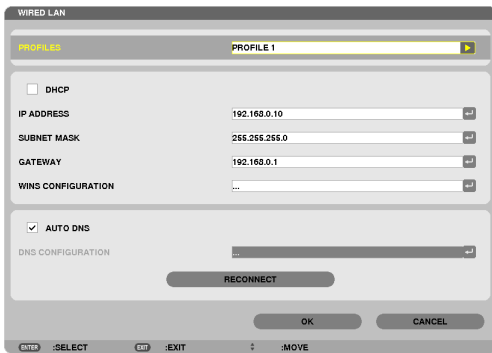 WIRED LAN
PROFILES PROFILE 1
DHCP
IP ADDRESS 192.168.0.10
SUBNET MASK 255.255.255.0
GATEWAY 192.168.0.1
WINS CONFIGURATION ...
AUTO DNS
DNS CONFIGURATION ...
RECONNECT
OK CANCEL
ENTER :SELECT EXIT :EXIT :MOVE